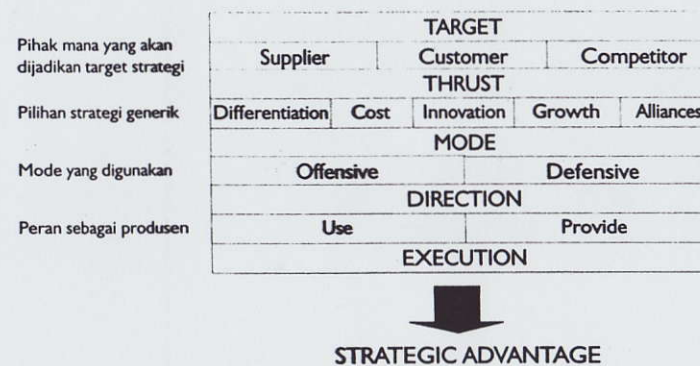 TARGET
Pihak mana yang akan
dijadikan target strategi
Supplier Customer Competitor
THRUST
Pilihan strategi generik
Differentiation Cost Innovation Growth Alliances
MODE
Mode yang digunakan
Offensive Defensive
DIRECTION
Peran sebagai produsen
Use Provide
EXECUTION
STRATEGIC ADVANTAGE